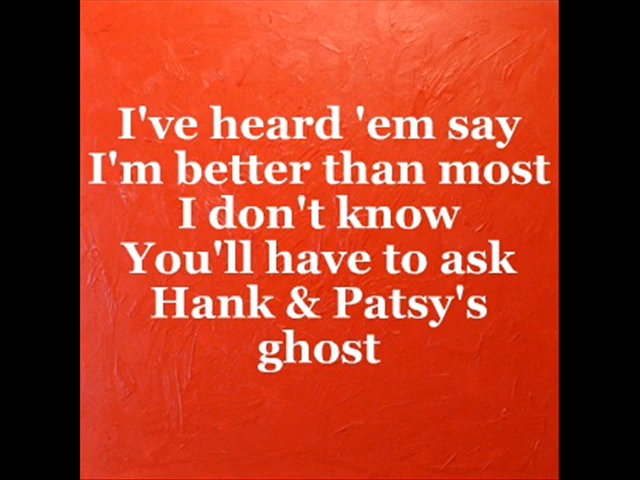 I've heard 'em say
I'm better than most
I don't know
You'll have to ask
Hank & Patsy's
ghost